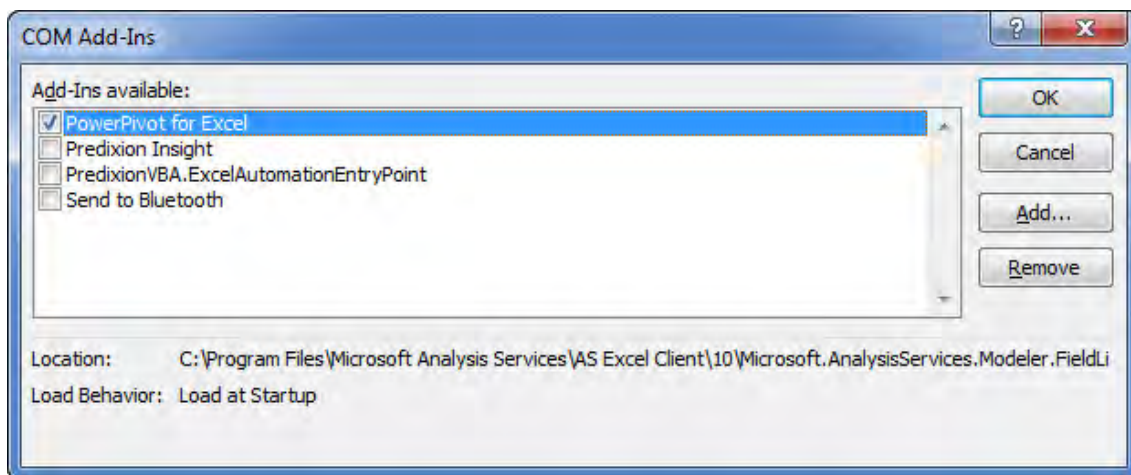 COM Add-Ins
?
X
Add-Ins available:
PowerPivot for Excel
Predixion Insight
PredixionVBA.ExcelAutomationEntryPoint
Send to Bluetooth
OK
Cancel
Add...
Remove
Location: C:\Program Files\Microsoft Analysis Services\AS Excel Client\10\Microsoft.AnalysisServices.Modeler.FieldLi
Load Behavior: Load at Startup